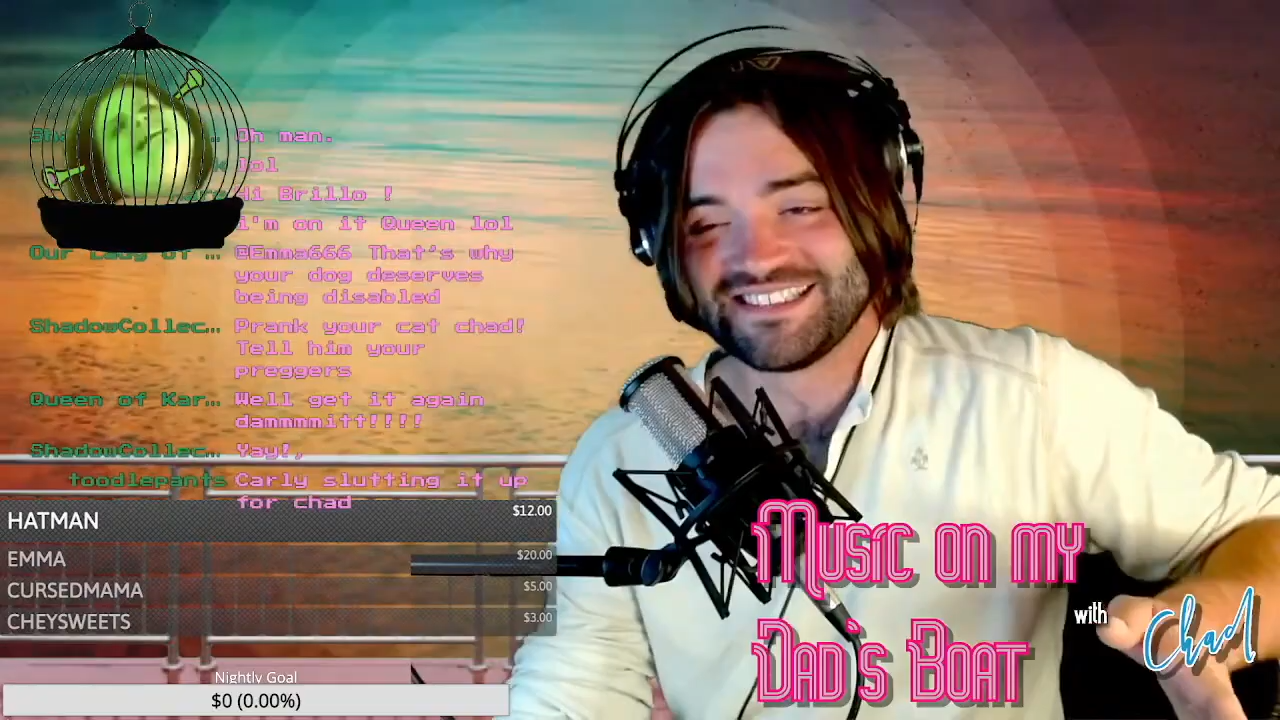 Oh man.
lol
Hi Brillo !
i'm on it Queen lol
Our Lady of ... @Emma666 That's why
your dog deserves
being disabled
ShadowCollec... Prank your cat chad!
Tell him your
preggers
Queen of Kar... Well get it again
dammmmitt!!!!
ShadowCollec... Yay!,
toodlepants Carly slutting it up
for chad
HATMAN $12.00
EMMA $20.00
CURSEDMAMA $5.00
CHEYSWEETS $3.00
Nightly Goal
$0 (0.00%)
Music on my
Dad's Boat
with Chad